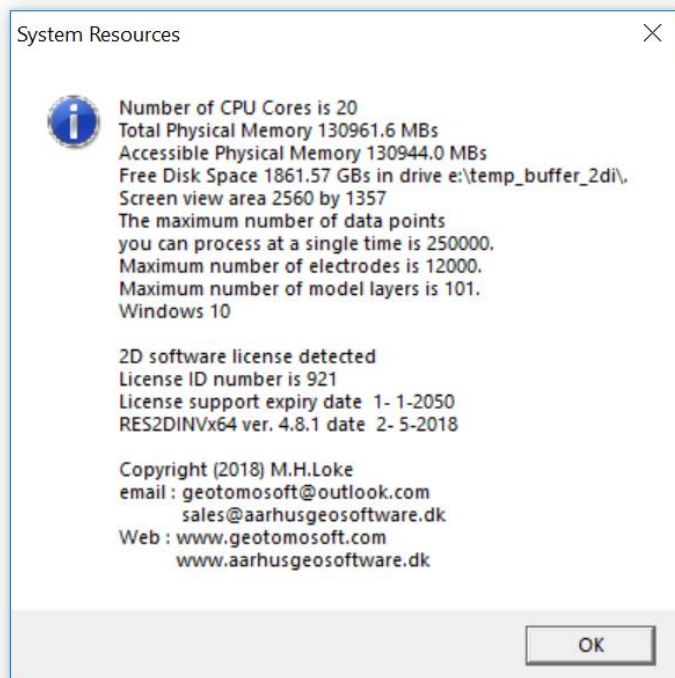 System Resources
Number of CPU Cores is 20
Total Physical Memory 130961.6 MBs
Accessible Physical Memory 130944.0 MBs
Free Disk Space 1861.57 GBs in drive e:\temp_buffer_2di\.
Screen view area 2560 by 1357
The maximum number of data points
you can process at a single time is 250000.
Maximum number of electrodes is 12000.
Maximum number of model layers is 101.
Windows 10
2D software license detected
License ID number is 921
License support expiry date  1- 1-2050
RES2DINVx64 ver. 4.8.1 date  2- 5-2018
Copyright (2018) M.H.Loke
email : geotomosoft@outlook.com
sales@aarhusgeosoftware.dk
Web : www.geotomosoft.com
www.aarhusgeosoftware.dk
OK